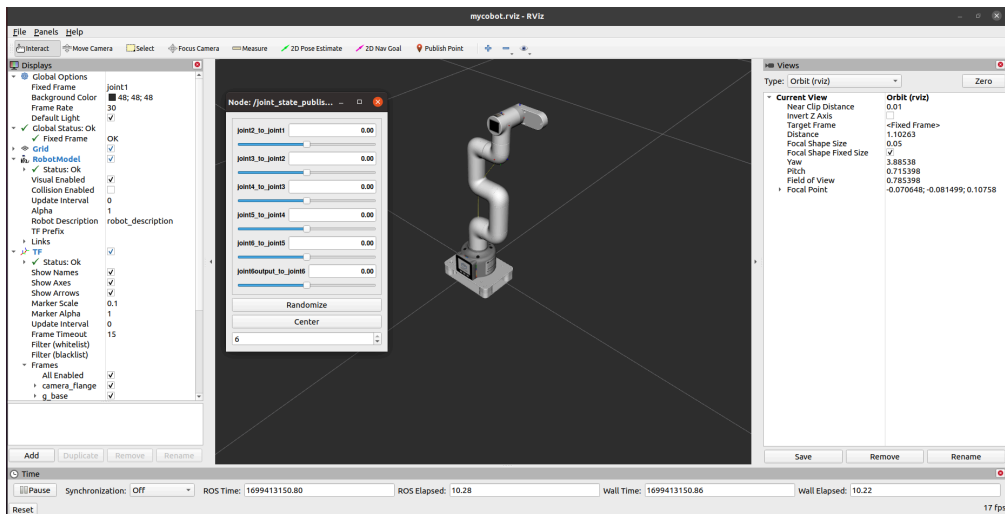 mycobot.rviz - RViz
File Panels Help
Interact Move Camera Select Focus Camera Measure 2D Pose Estimate 2D Nav Goal Publish Point
Displays
Global Options
Fixed Frame joint1
Background Color 48; 48; 48
Frame Rate 30
Default Light
Global Status: Ok
Fixed Frame OK
Grid
RobotModel
Status: Ok
Visual Enabled
Collision Enabled
Update Interval 0
Alpha 1
Robot Description robot_description
TF Prefix
Links
TF
Status: Ok
Show Names
Show Axes
Show Arrows
Marker Scale 0.1
Marker Alpha 1
Update Interval 0
Frame Timeout 15
Filter (whitelist)
Filter (blacklist)
Frames
All Enabled
camera_flange
g_base
Add Duplicate Remove Rename
Node: /joint_state_publis...
joint2_to_joint1 0.00
joint3_to_joint2 0.00
joint4_to_joint3 0.00
joint5_to_joint4 0.00
joint6_to_joint5 0.00
joint6output_to_joint6 0.00
Randomize
Center
6
Views
Type: Orbit (rviz) Zero
Current View Orbit (rviz)
Near Clip Distance 0.01
Invert Z Axis
Target Frame <Fixed Frame>
Distance 1.10263
Focal Shape Size 0.05
Focal Shape Fixed Size
Yaw 3.88538
Pitch 0.715398
Field of View 0.785398
Focal Point -0.070648; -0.081499; 0.10758
Save Remove Rename
Time
Pause Synchronization: Off ROS Time: 1699413150.80 ROS Elapsed: 10.28 Wall Time: 1699413150.86 Wall Elapsed: 10.22
Reset 17 fps